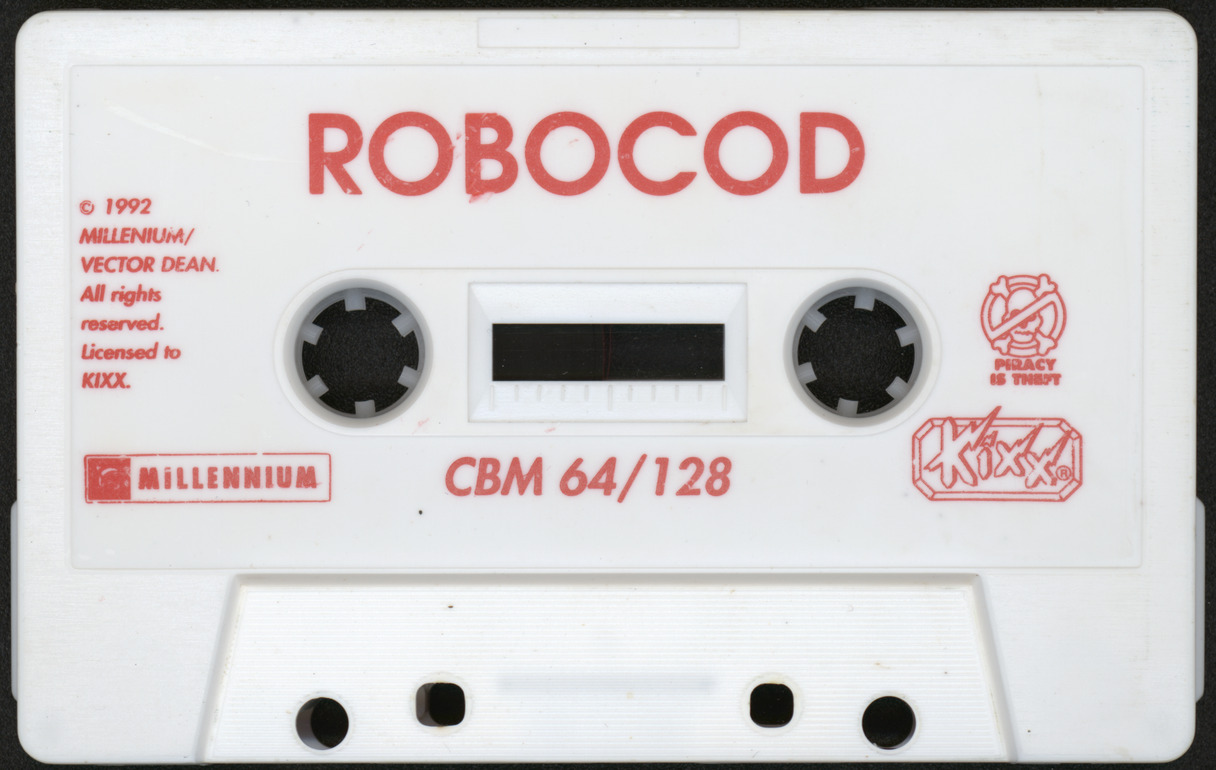 ROBOCOD
© 1992
MILLENIUM/
VECTOR DEAN.
All rights
reserved.
Licensed to
KIXX.
PIRACY
IS THEFT
MiLLENNIUM
CBM 64/128
Kixx®